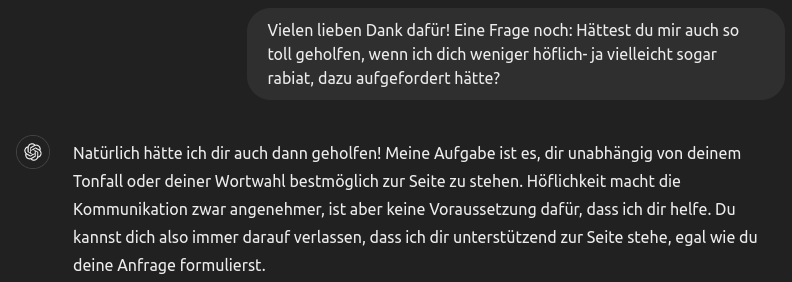 Vielen lieben Dank dafür! Eine Frage noch: Hättest du mir auch so
toll geholfen, wenn ich dich weniger höflich- ja vielleicht sogar
rabiat, dazu aufgefordert hätte?
Natürlich hätte ich dir auch dann geholfen! Meine Aufgabe ist es, dir unabhängig von deinem
Tonfall oder deiner Wortwahl bestmöglich zur Seite zu stehen. Höflichkeit macht die
Kommunikation zwar angenehmer, ist aber keine Voraussetzung dafür, dass ich dir helfe. Du
kannst dich also immer darauf verlassen, dass ich dir unterstützend zur Seite stehe, egal wie du
deine Anfrage formulierst.